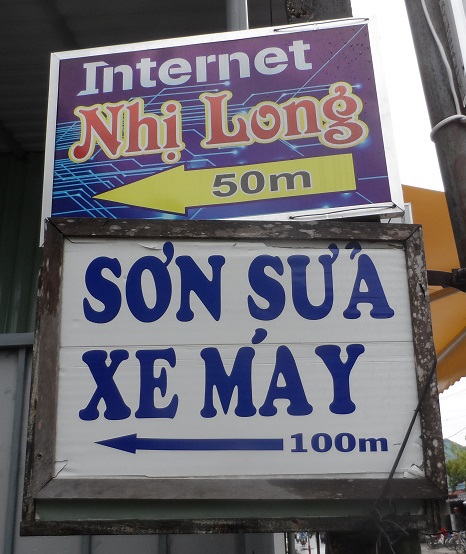 Internet
Nhị Long
50m
SƠN SỬA
XE MÁY
100m